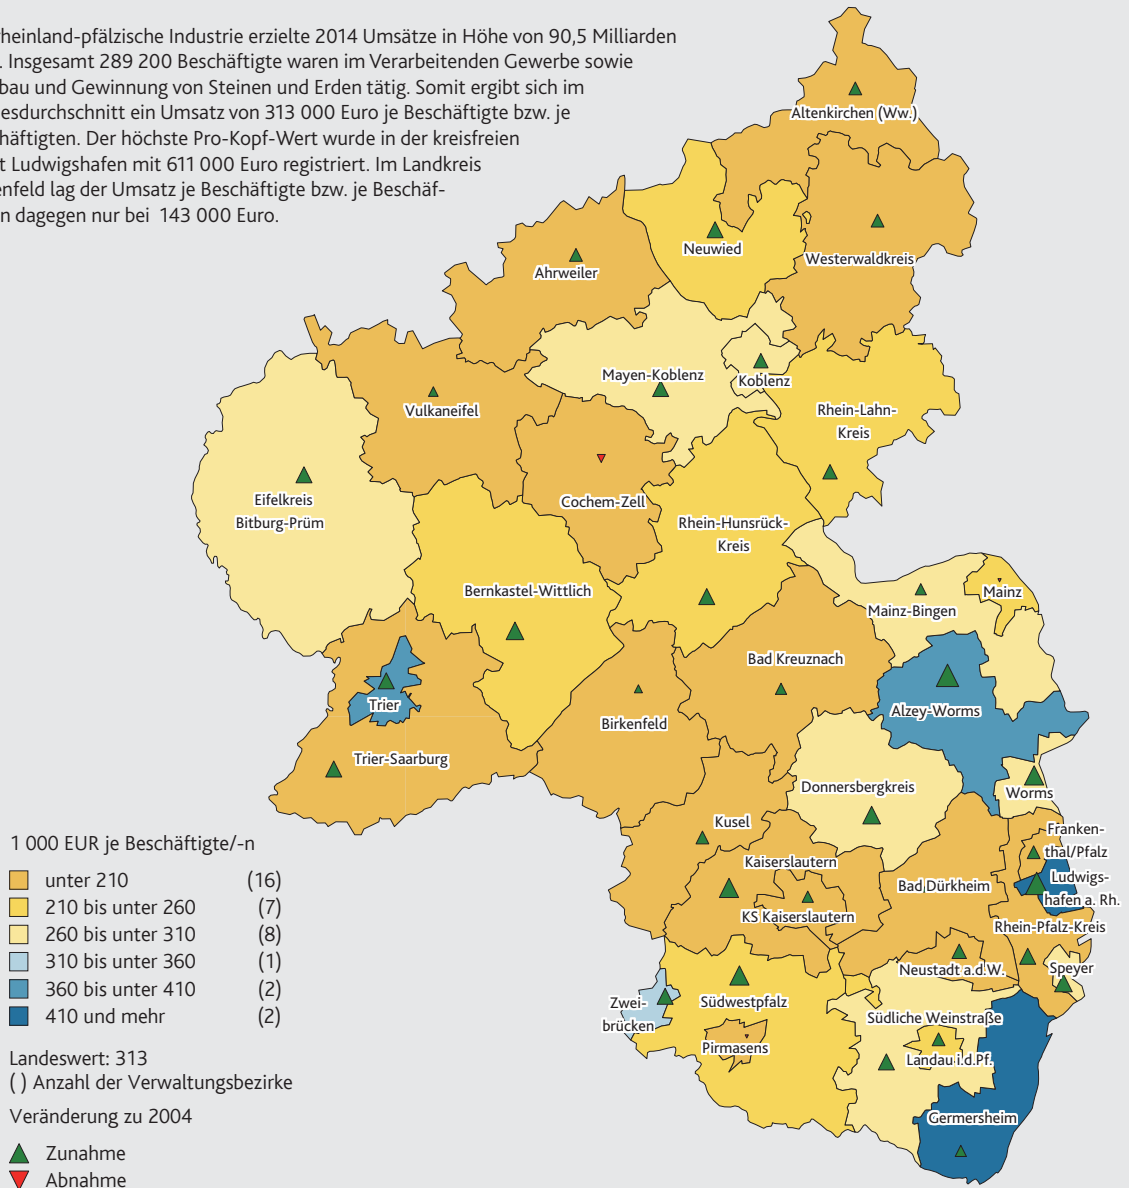 heinland-pfälzische Industrie erzielte 2014 Umsätze in Höhe von 90,5 Milliarden
. Insgesamt 289 200 Beschäftigte waren im Verarbeitenden Gewerbe sowie
bau und Gewinnung von Steinen und Erden tätig. Somit ergibt sich im
esdurchschnitt ein Umsatz von 313 000 Euro je Beschäftigte bzw. je
häftigten. Der höchste Pro-Kopf-Wert wurde in der kreisfreien
t Ludwigshafen mit 611 000 Euro registriert. Im Landkreis
enfeld lag der Umsatz je Beschäftigte bzw. je Beschäf-
n dagegen nur bei 143 000 Euro.
Altenkirchen (Ww.)
Neuwied
Westerwaldkreis
Ahrweiler
Mayen-Koblenz
Koblenz
Vulkaneifel
Rhein-Lahn-
Kreis
Cochem-Zell
Eifelkreis
Bitburg-Prüm
Rhein-Hunsrück-
Kreis
Bernkastel-Wittlich
Mainz
Mainz-Bingen
Bad Kreuznach
Trier
Alzey-Worms
Birkenfeld
Trier-Saarburg
Donnersbergkreis
Worms
Kusel
Franken-
thal/Pfalz
Kaiserslautern
Ludwigs-
hafen a. Rh.
Bad Dürkheim
KS Kaiserslautern
Rhein-Pfalz-Kreis
Neustadt a.d.W.
Speyer
Zwei-
brücken
Südwestpfalz
Südliche Weinstraße
Pirmasens
Landau i.d.Pf.
Germersheim
1 000 EUR je Beschäftigte/-n
unter 210 (16)
210 bis unter 260 (7)
260 bis unter 310 (8)
310 bis unter 360 (1)
360 bis unter 410 (2)
410 und mehr (2)
Landeswert: 313
( ) Anzahl der Verwaltungsbezirke
Veränderung zu 2004
Zunahme
Abnahme